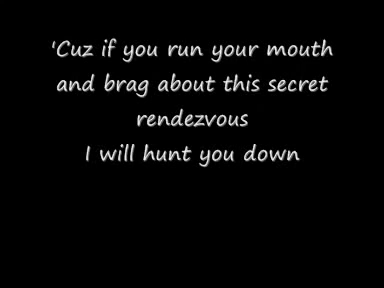 'Cuz if you run your mouth
and brag about this secret
rendezvous
I will hunt you down